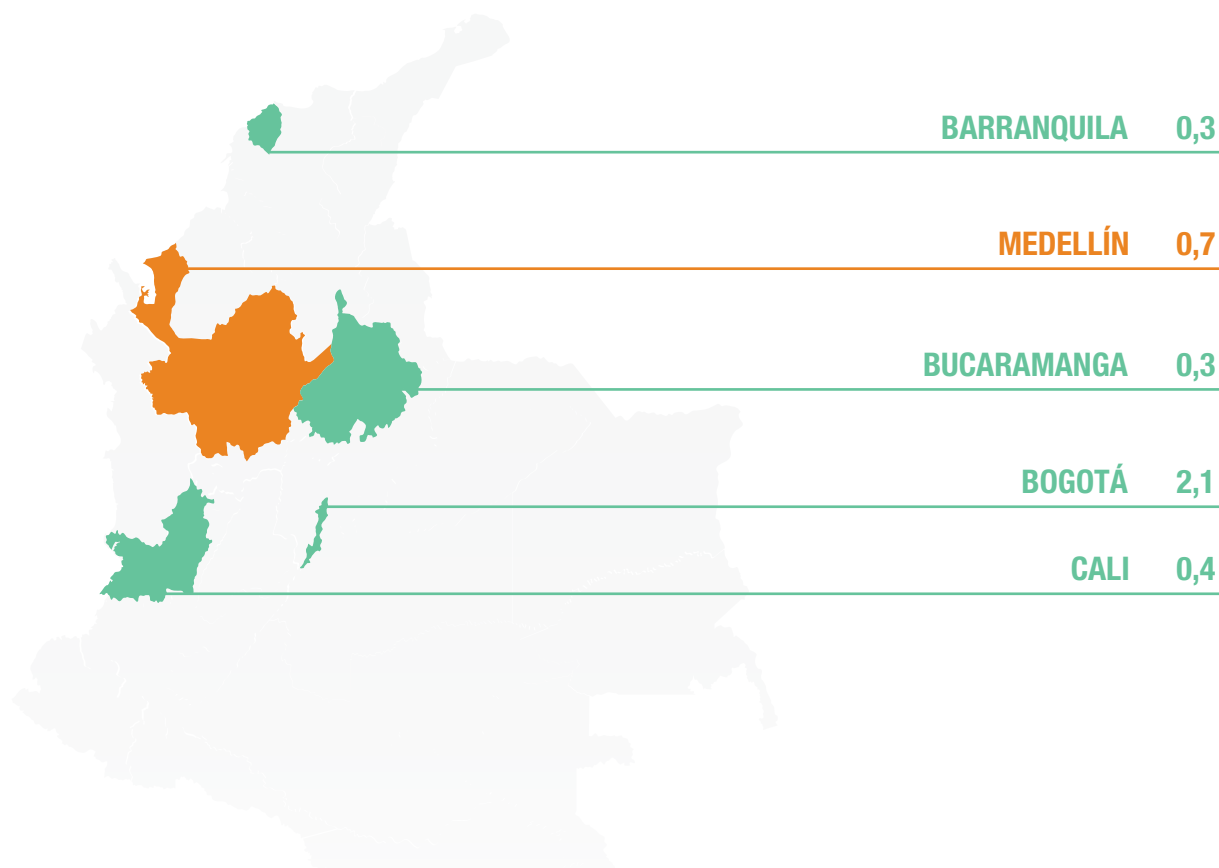 BARRANQUILA 0,3
MEDELLÍN 0,7
BUCARAMANGA 0,3
BOGOTÁ 2,1
CALI 0,4